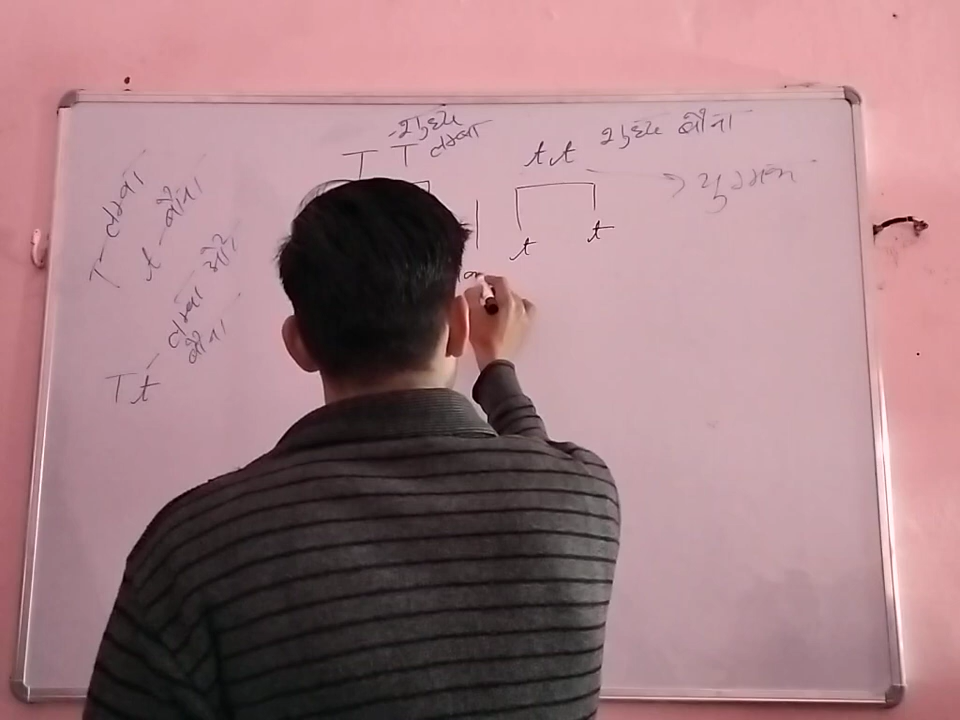 T T - शुद्ध लम्बा
t t शुद्ध बौना
→ युग्मक
t t
T - लम्बा
t - बौना
T t - लम्बा और बौना